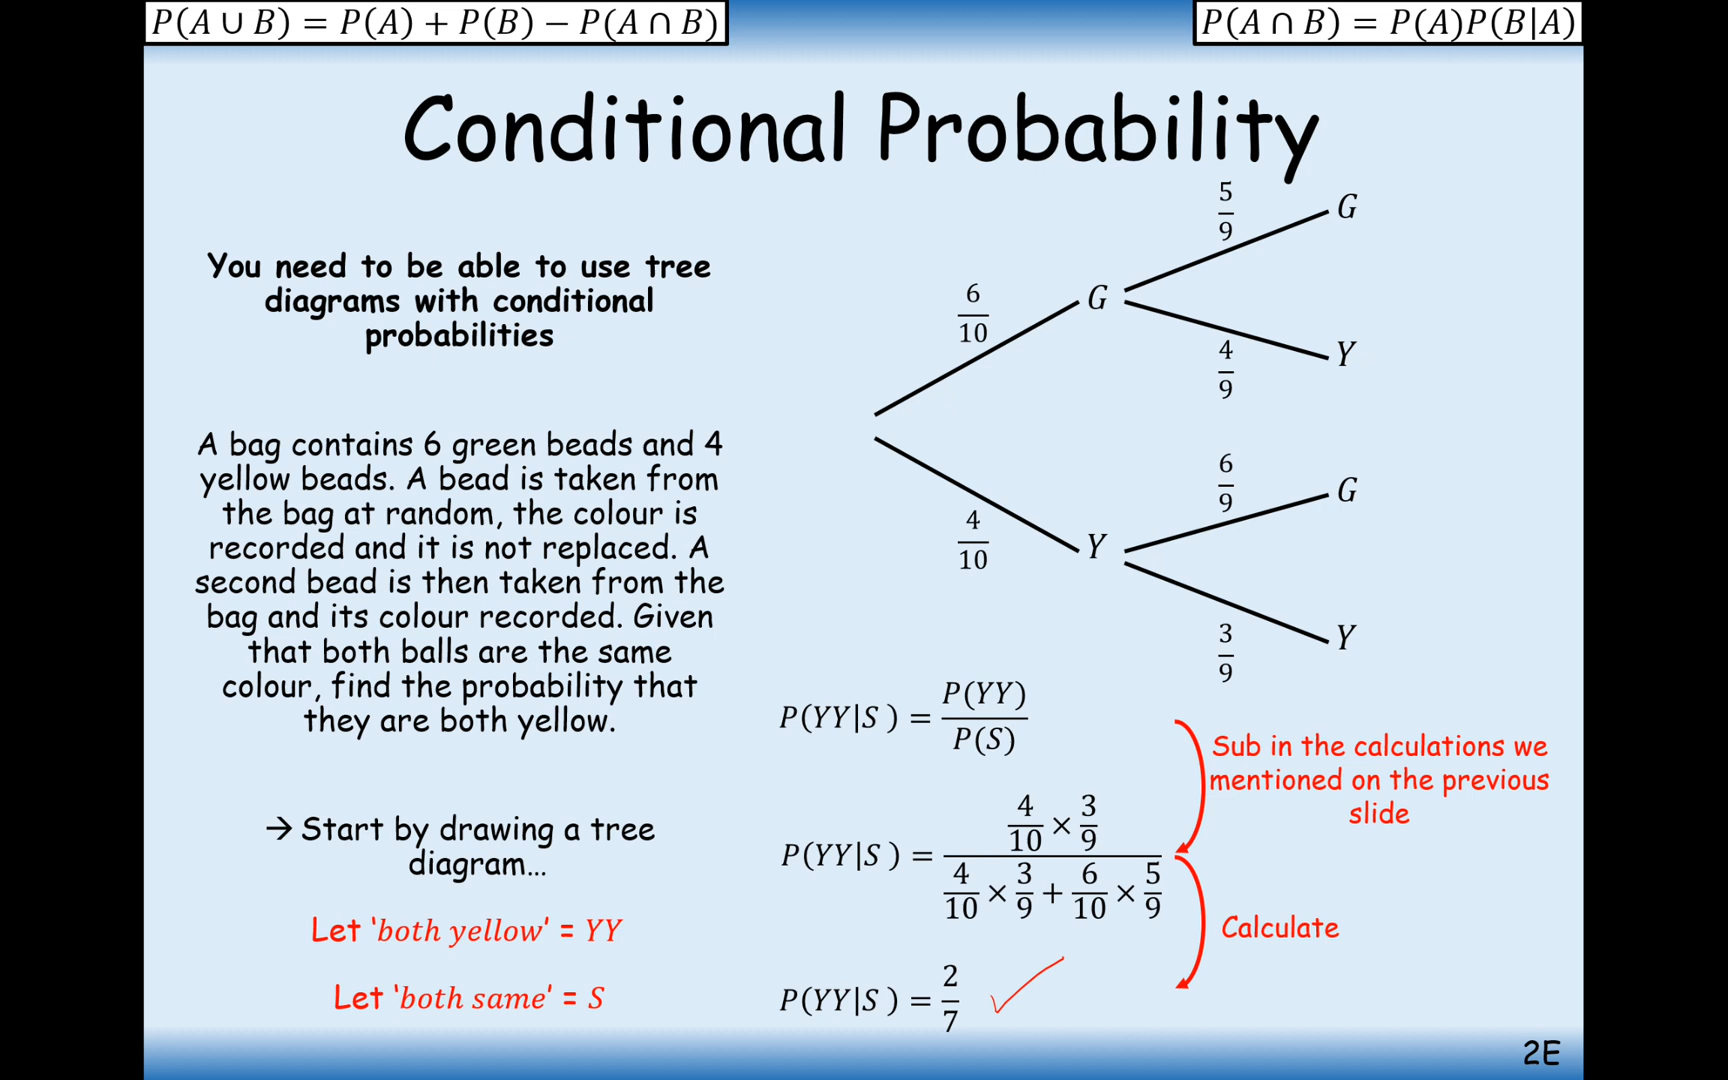 P(A ∪ B) = P(A) + P(B) − P(A ∩ B)
P(A ∩ B) = P(A)P(B|A)
Conditional Probability
You need to be able to use tree
diagrams with conditional
probabilities
A bag contains 6 green beads and 4
yellow beads. A bead is taken from
the bag at random, the colour is
recorded and it is not replaced. A
second bead is then taken from the
bag and its colour recorded. Given
that both balls are the same
colour, find the probability that
they are both yellow.
→ Start by drawing a tree
diagram...
Let ‘both yellow’ = YY
Let ‘both same’ = S
6/10
G
4/10
Y
5/9
G
4/9
Y
6/9
G
3/9
Y
P(YY|S ) = P(YY)/P(S)
Sub in the calculations we
mentioned on the previous
slide
P(YY|S ) = (4/10 × 3/9)/(4/10 × 3/9 + 6/10 × 5/9)
Calculate
P(YY|S ) = 2/7
2E